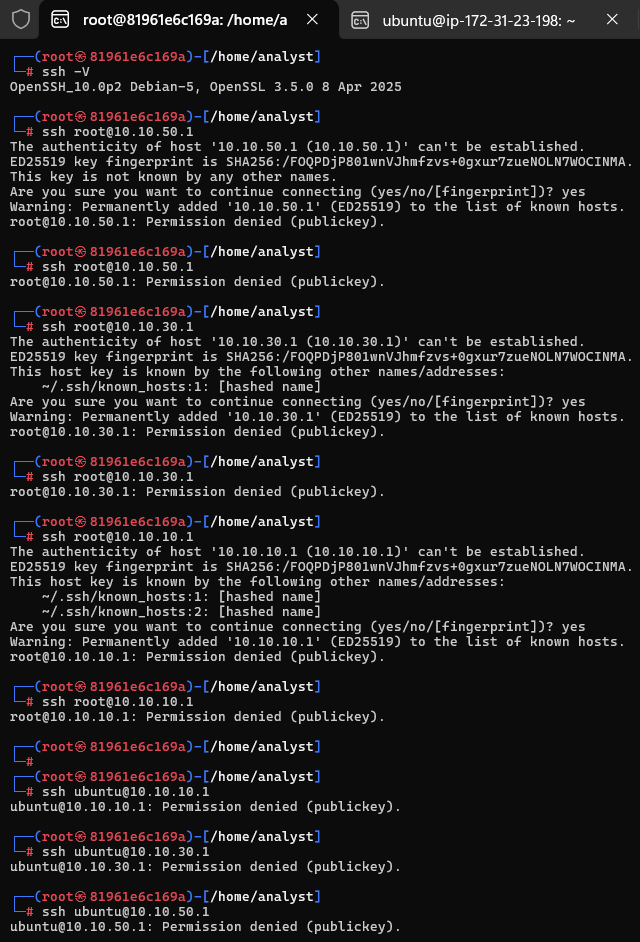 root@81961e6c169a: /home/a
ubuntu@ip-172-31-23-198: ~
┌──(root㉿81961e6c169a)-[/home/analyst]
└─# ssh -V
OpenSSH_10.0p2 Debian-5, OpenSSL 3.5.0 8 Apr 2025
┌──(root㉿81961e6c169a)-[/home/analyst]
└─# ssh root@10.10.50.1
The authenticity of host '10.10.50.1 (10.10.50.1)' can't be established.
ED25519 key fingerprint is SHA256:/FOQPDjP801wnVJhmfzvs+0gxur7zueNOLN7WOCINMA.
This key is not known by any other names.
Are you sure you want to continue connecting (yes/no/[fingerprint])? yes
Warning: Permanently added '10.10.50.1' (ED25519) to the list of known hosts.
root@10.10.50.1: Permission denied (publickey).
┌──(root㉿81961e6c169a)-[/home/analyst]
└─# ssh root@10.10.50.1
root@10.10.50.1: Permission denied (publickey).
┌──(root㉿81961e6c169a)-[/home/analyst]
└─# ssh root@10.10.30.1
The authenticity of host '10.10.30.1 (10.10.30.1)' can't be established.
ED25519 key fingerprint is SHA256:/FOQPDjP801wnVJhmfzvs+0gxur7zueNOLN7WOCINMA.
This host key is known by the following other names/addresses:
    ~/.ssh/known_hosts:1: [hashed name]
Are you sure you want to continue connecting (yes/no/[fingerprint])? yes
Warning: Permanently added '10.10.30.1' (ED25519) to the list of known hosts.
root@10.10.30.1: Permission denied (publickey).
┌──(root㉿81961e6c169a)-[/home/analyst]
└─# ssh root@10.10.30.1
root@10.10.30.1: Permission denied (publickey).
┌──(root㉿81961e6c169a)-[/home/analyst]
└─# ssh root@10.10.10.1
The authenticity of host '10.10.10.1 (10.10.10.1)' can't be established.
ED25519 key fingerprint is SHA256:/FOQPDjP801wnVJhmfzvs+0gxur7zueNOLN7WOCINMA.
This host key is known by the following other names/addresses:
    ~/.ssh/known_hosts:1: [hashed name]
    ~/.ssh/known_hosts:2: [hashed name]
Are you sure you want to continue connecting (yes/no/[fingerprint])? yes
Warning: Permanently added '10.10.10.1' (ED25519) to the list of known hosts.
root@10.10.10.1: Permission denied (publickey).
┌──(root㉿81961e6c169a)-[/home/analyst]
└─# ssh root@10.10.10.1
root@10.10.10.1: Permission denied (publickey).
┌──(root㉿81961e6c169a)-[/home/analyst]
└─#
┌──(root㉿81961e6c169a)-[/home/analyst]
└─# ssh ubuntu@10.10.10.1
ubuntu@10.10.10.1: Permission denied (publickey).
┌──(root㉿81961e6c169a)-[/home/analyst]
└─# ssh ubuntu@10.10.30.1
ubuntu@10.10.30.1: Permission denied (publickey).
┌──(root㉿81961e6c169a)-[/home/analyst]
└─# ssh ubuntu@10.10.50.1
ubuntu@10.10.50.1: Permission denied (publickey).